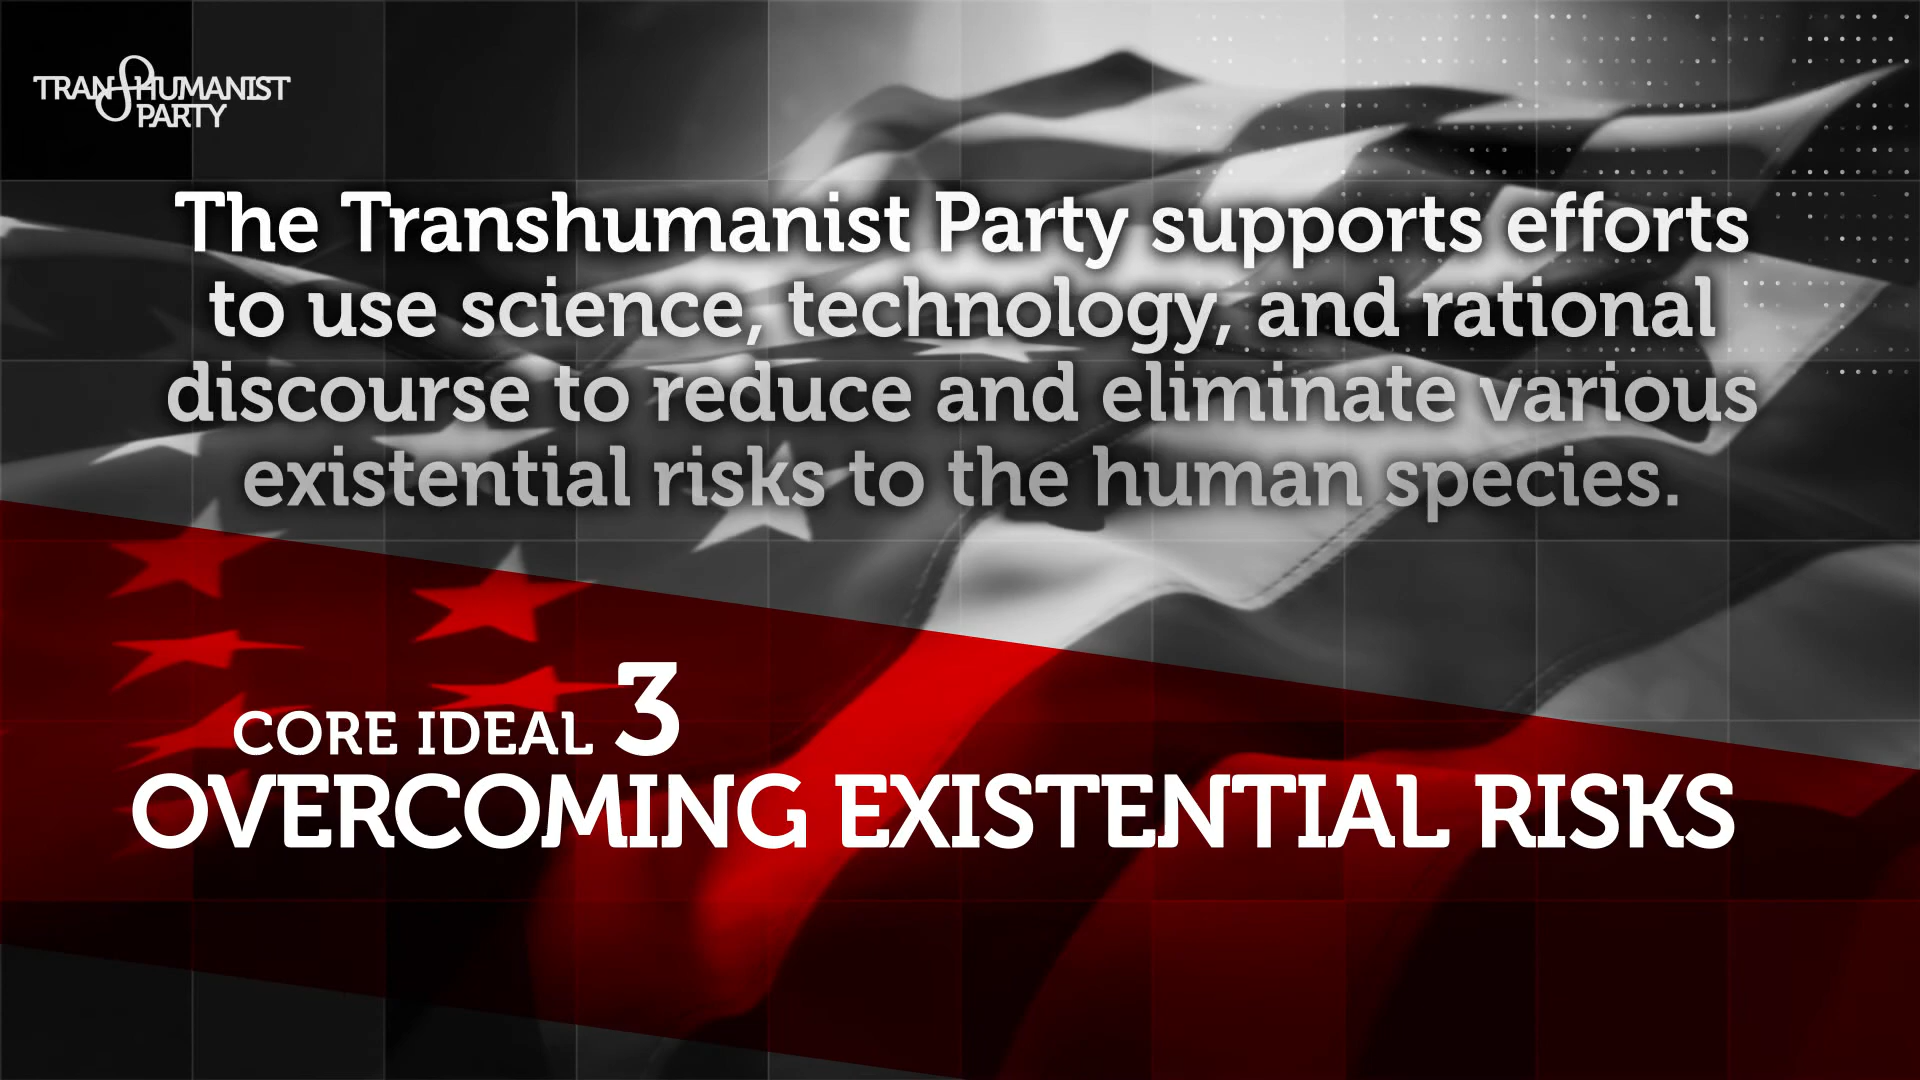 TRANSHUMANIST
PARTY
The Transhumanist Party supports efforts
to use science, technology, and rational
discourse to reduce and eliminate various
existential risks to the human species.
CORE IDEAL 3
OVERCOMING EXISTENTIAL RISKS